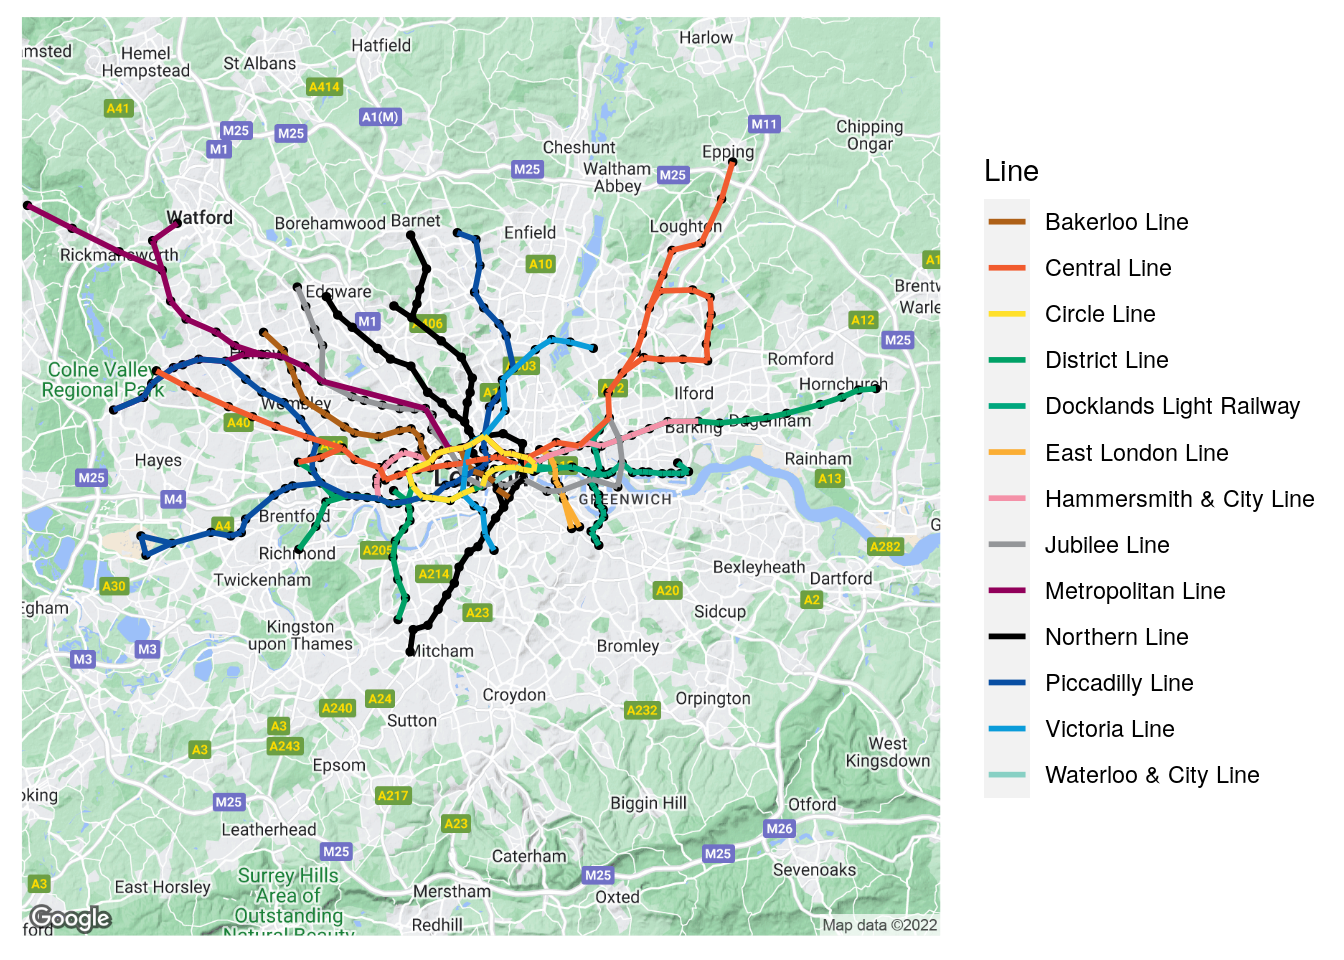 Harlow
Hatfield
amsted
Hemel
Hempstead
St Albans
A414
A41
A1(M)
M11
M25
M25
M1
Chipping
Ongar
Cheshunt
Epping
M25
Waltham
Abbey
M25
Line
Watford
Borehamwood
Barnet
Enfield
Loughton
Bakerloo Line
Rickmansworth
A10
A1
Central Line
Edgware
Brentw
Warle
M1
A406
A12
Circle Line
M25
Romford
District Line
Colne Valley
Regional Park
A12
Ilford
Hornchurch
Wembley
Docklands Light Railway
A40
Barking
Dagenham
Hayes
Rainham
East London Line
M25
A13
M4
GREENWICH
Hammersmith & City Line
Brentford
A4
G
Jubilee Line
Richmond
A205
A282
Twickenham
A214
Bexleyheath
Dartford
A30
A20
A2
Metropolitan Line
Egham
A23
Sidcup
Kingston
upon Thames
Northern Line
M3
M3
Mitcham
Bromley
Piccadilly Line
Croydon
Orpington
A24
A240
A232
A3
Sutton
Victoria Line
A3
A243
West
Kingsdown
Epsom
Waterloo & City Line
oking
A217
M25
Biggin Hill
Otford
Leatherhead
A23
M26
M25
M25
Caterham
Sevenoaks
M25
Surrey Hills
Area of
Outstanding
Natural Beauty
A3
East Horsley
Merstham
Oxted
Google
Redhill
Map data ©2022
ford